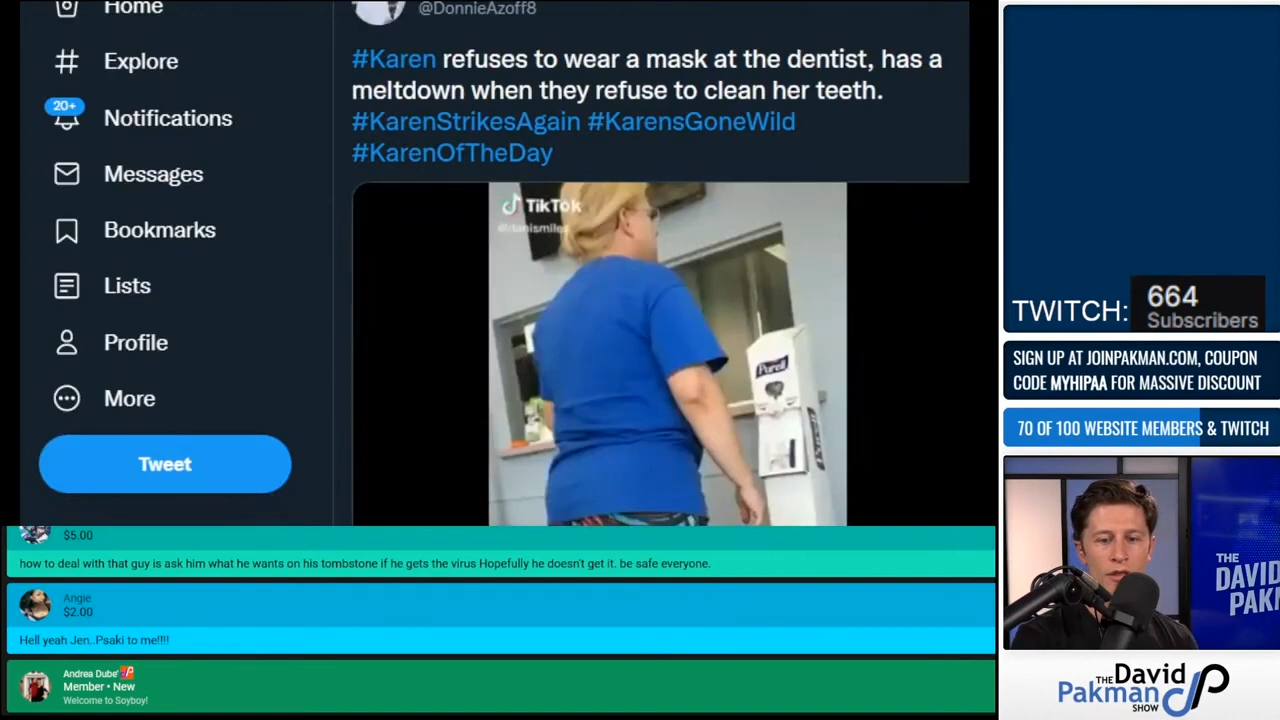 Home
Explore
20+
Notifications
Messages
Bookmarks
Lists
Profile
More
Tweet
@DonnieAzoff8
#Karen refuses to wear a mask at the dentist, has a
meltdown when they refuse to clean her teeth.
#KarenStrikesAgain #KarensGoneWild
#KarenOfTheDay
TikTok
Purell
Purell
$5.00
how to deal with that guy is ask him what he wants on his tombstone if he gets the virus Hopefully he doesn't get it. be safe everyone.
Angie
$2.00
Hell yeah Jen..Psaki to me!!!!
Andrea Dube'
Member • New
Welcome to Soyboy!
TWITCH: 664
Subscribers
SIGN UP AT JOINPAKMAN.COM, COUPON
CODE MYHIPAA FOR MASSIVE DISCOUNT
70 OF 100 WEBSITE MEMBERS & TWITCH
THE
DAVID
PAKM
THE David
Pakman
SHOW